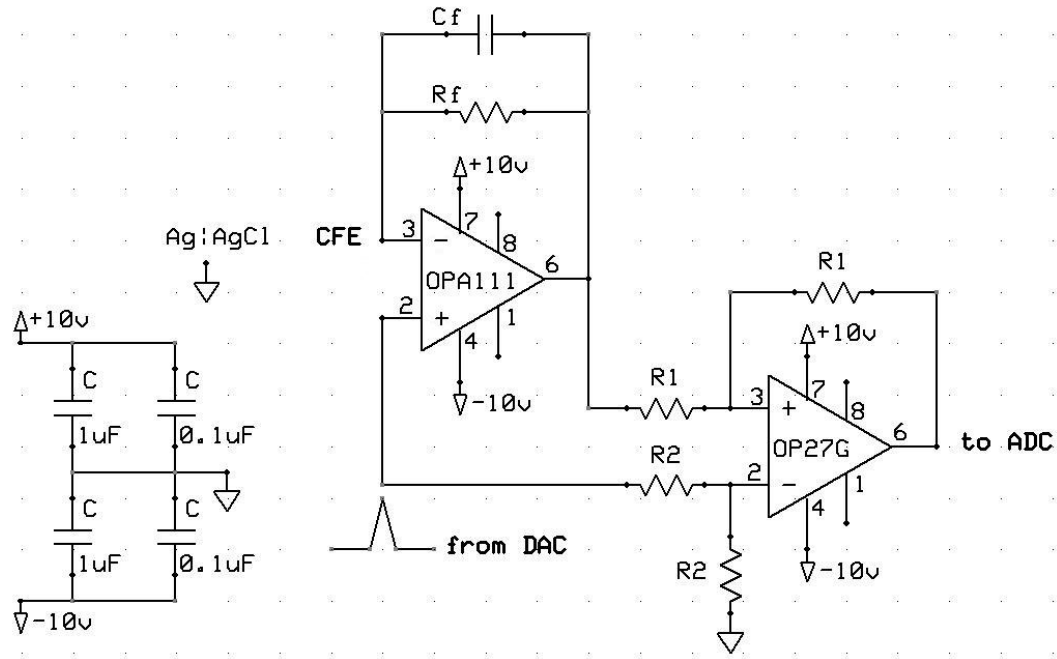 Cf
Rf
+10v
7
3
−
8
Ag¦AgCl CFE
OPA111
6
2
+
1
4
−10v
+10v
C C
1uF 0.1uF
C C
1uF 0.1uF
−10v
from DAC
R1
+10v
7
R1
3
+
8
OP27G
6
to ADC
R2
2
−
1
4
−10v
R2